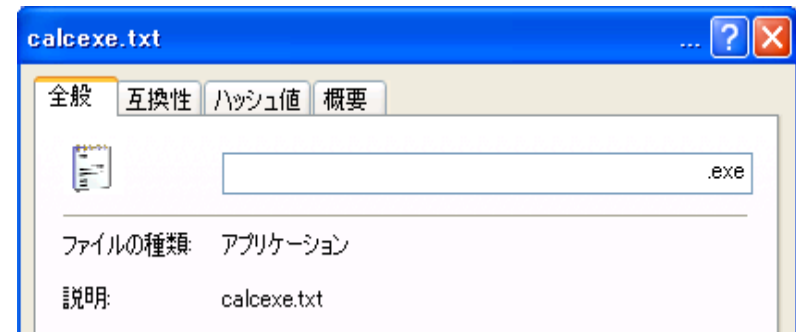 calcexe.txt ... ?
全般 互換性 ハッシュ値 概要
.exe
ファイルの種類: アプリケーション
説明: calcexe.txt